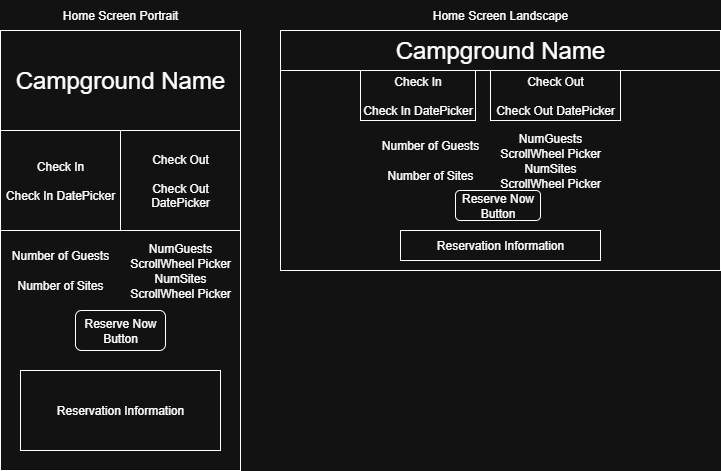 Home Screen Portrait
Campground Name
Check In
Check In DatePicker
Check Out
Check Out
DatePicker
Number of Guests
NumGuests
ScrollWheel Picker
Number of Sites
NumSites
ScrollWheel Picker
Reserve Now
Button
Reservation Information
Home Screen Landscape
Campground Name
Check In
Check In DatePicker
Check Out
Check Out DatePicker
Number of Guests
NumGuests
ScrollWheel Picker
Number of Sites
NumSites
ScrollWheel Picker
Reserve Now
Button
Reservation Information